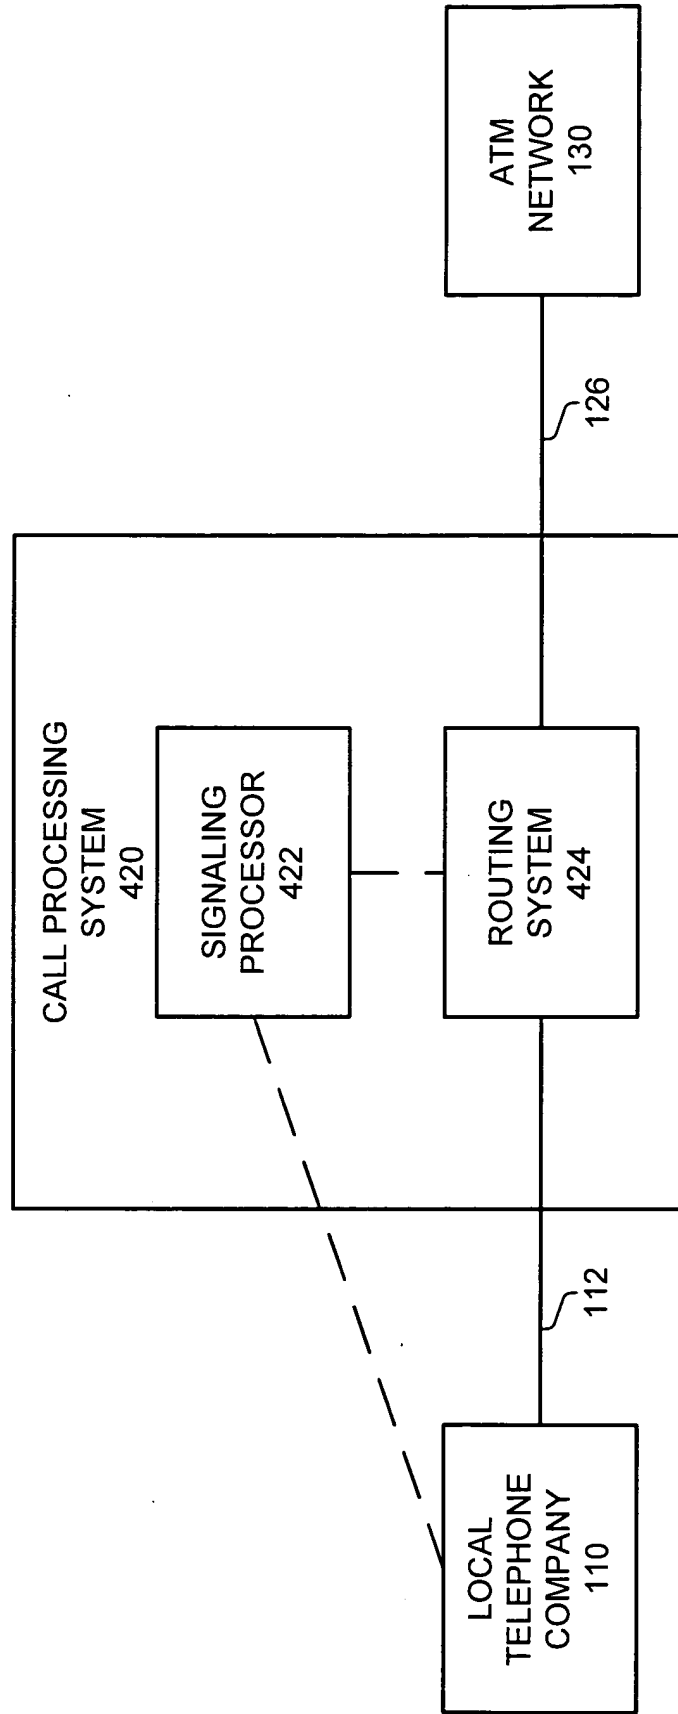 CALL PROCESSING
SYSTEM
420
SIGNALING
PROCESSOR
422
LOCAL
TELEPHONE
COMPANY
110
112
ROUTING
SYSTEM
424
126
ATM
NETWORK
130